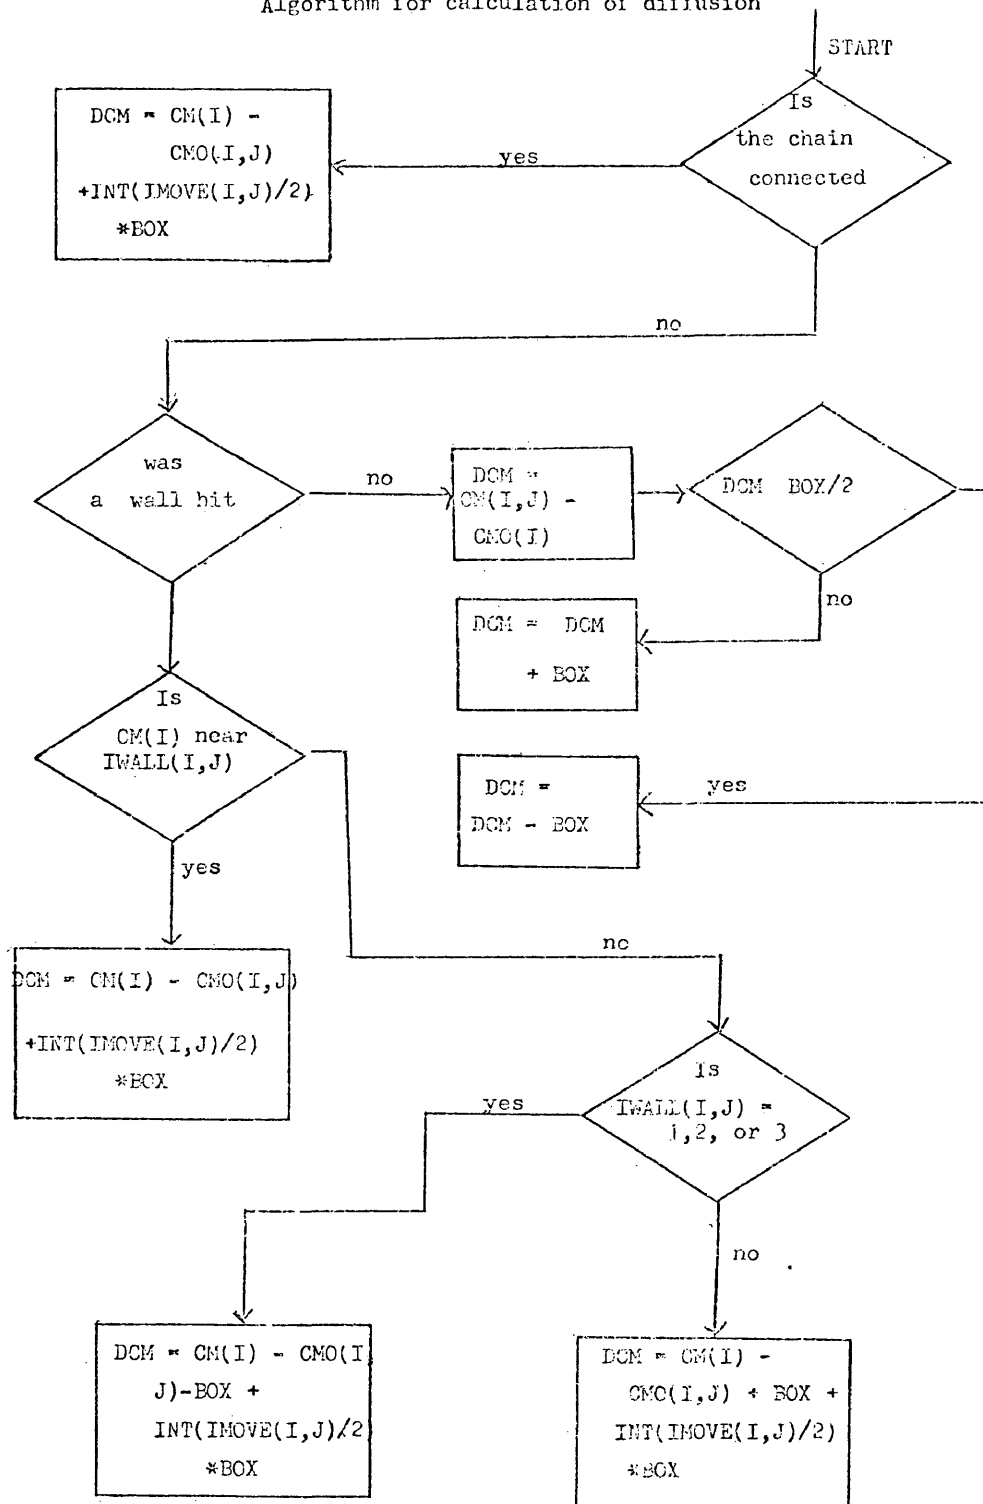 Algorithm for calculation of diffusion
START
Is
the chain
connected
yes
DCM = CM(I) -
CMO(I,J)
+INT(IMOVE(I,J)/2)
*BOX
no
was
a wall hit
no
DCM =
CM(I,J) -
CMO(I)
DCM BOX/2
no
DCM = DCM
+ BOX
Is
CM(I) near
IWALL(I,J)
yes
DCM =
DCM - BOX
yes
no
DCM = CM(I) - CMO(I,J)
+INT(IMOVE(I,J)/2)
*BOX
Is
IWALL(I,J) =
1,2, or 3
yes
no
DCM = CM(I) - CMO(I
J)-BOX +
INT(IMOVE(I,J)/2
*BOX
DCM = CM(I) -
CMO(I,J) + BOX +
INT(IMOVE(I,J)/2)
*BOX